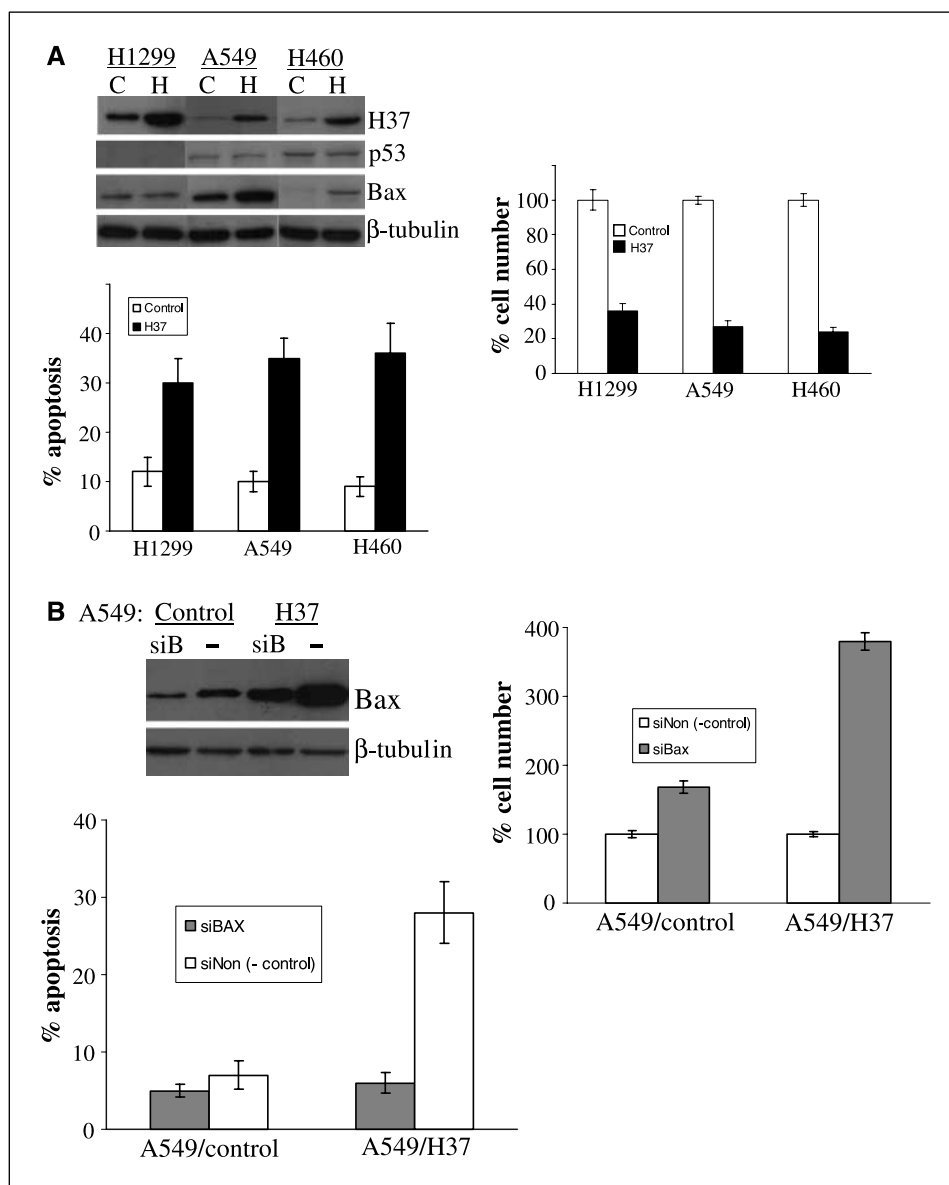 A
H1299 A549 H460
C H C H C H
H37
p53
Bax
β-tubulin
% cell number
100
80
60
40
20
0
Control
H37
H1299 A549 H460
% apoptosis
40
30
20
10
0
Control
H37
H1299 A549 H460
B A549: Control H37
siB – siB –
Bax
β-tubulin
% cell number
400
300
200
100
0
siNon (-control)
siBax
A549/control A549/H37
% apoptosis
40
30
20
10
0
siBAX
siNon (- control)
A549/control A549/H37